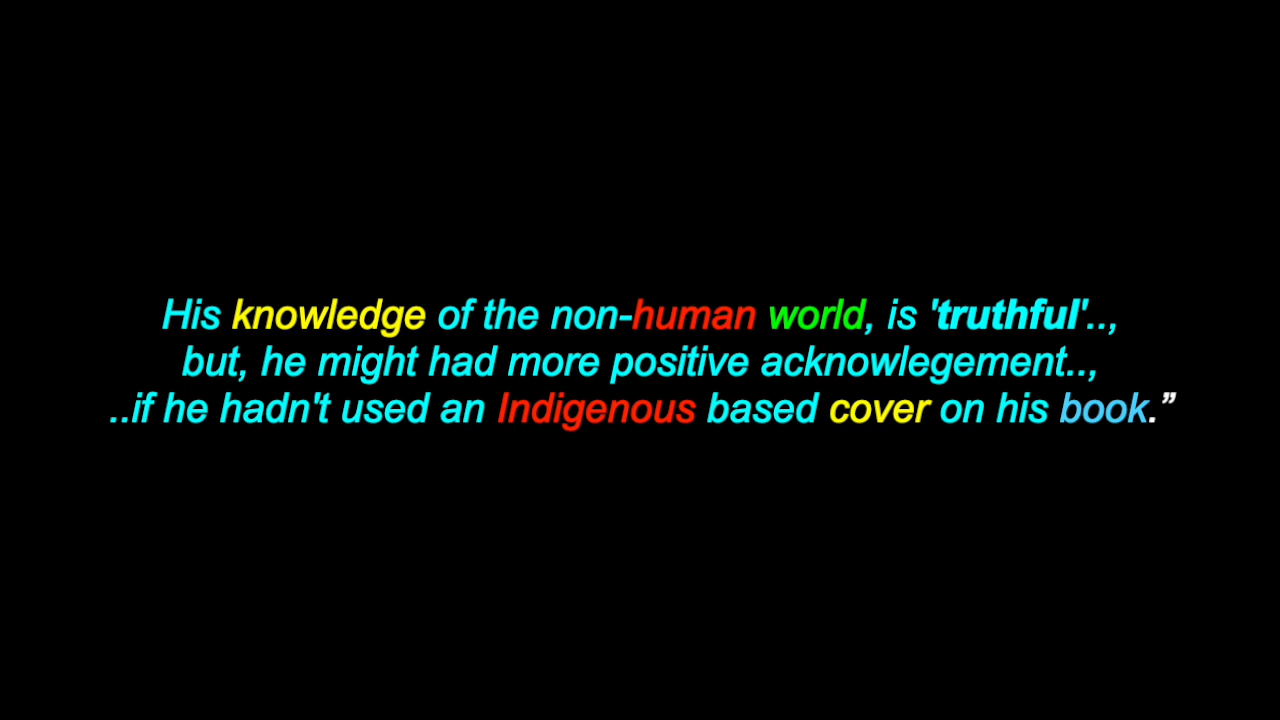 His knowledge of the non-human world, is 'truthful'..,
but, he might had more positive acknowlegement..,
..if he hadn't used an Indigenous based cover on his book.”